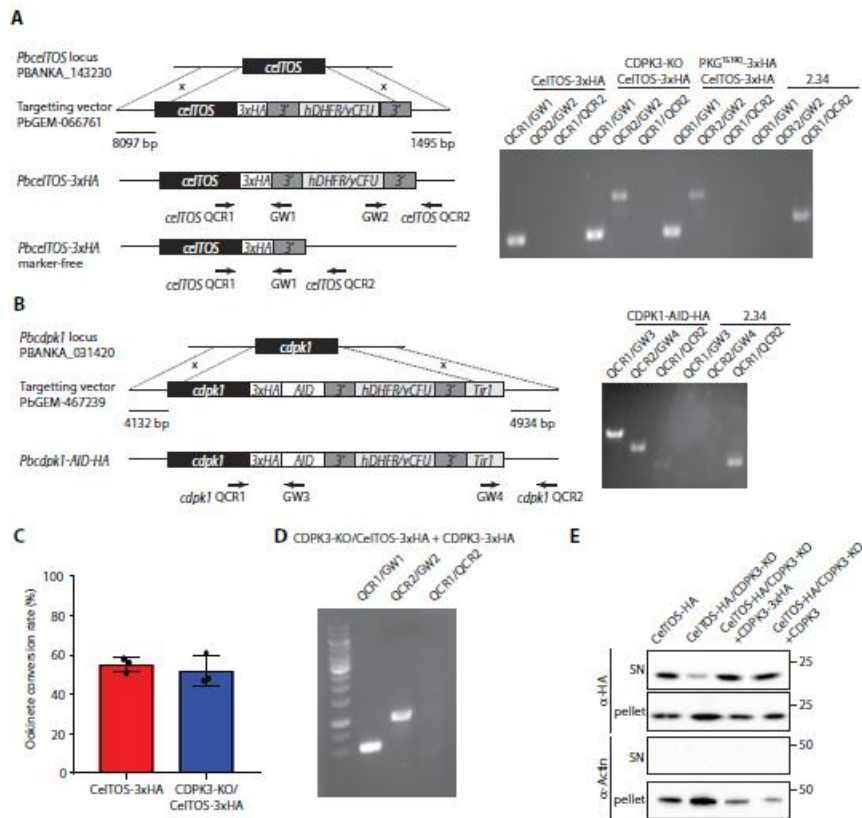 A
PbcelTOS locus
PBANKA_143230
celTOS
x
Targetting vector
PbGEM-066761
celTOS 3xHA 3' hDHFR/yCFU 3'
8097 bp
1495 bp
PbcelTOS-3xHA
celTOS 3xHA 3' hDHFR/yCFU 3'
celTOS QCR1
GW1
GW2
celTOS QCR2
PbcelTOS-3xHA
marker-free
celTOS 3xHA 3'
celTOS QCR1
GW1
celTOS QCR2
CelTOS-3xHA
CDPK3-KO
CelTOS-3xHA
-3xHA
CelTOS-3xHA
2.34
QCR1/GW1
QCR2/GW2
QCR1/QCR2
QCR1/GW1
QCR2/GW2
QCR1/QCR2
QCR1/GW1
QCR2/GW2
QCR1/QCR2
QCR1/GW1
QCR2/GW2
QCR1/QCR2
B
Pbcdpk1 locus
PBANKA_031420
cdpk1
x
x
Targetting vector
PbGEM-467239
cdpk1 3xHA AID 3' hDHFR/yCFU 3' Tir1
4132 bp
4934 bp
Pbcdpk1-AID-HA
cdpk1 3xHA AID 3' hDHFR/yCFU 3' Tir1
cdpk1 QCR1
GW3
GW4
cdpk1 QCR2
CDPK1-AID-HA
2.34
QCR1/GW3
QCR2/GW4
QCR1/QCR2
QCR1/GW3
QCR2/GW4
QCR1/QCR2
C
Ookinete conversion rate (%)
100
80
60
40
20
0
CelTOS-3xHA
CDPK3-KO/
CelTOS-3xHA
D
CDPK3-KO/CelTOS-3xHA + CDPK3-3xHA
QCR1/GW1
QCR2/GW2
QCR1/QCR2
E
CelTOS-HA
CelTOS-HA/CDPK3-KO
CelTOS-HA/CDPK3-KO
+CDPK3-3xHA
CelTOS-HA/CDPK3-KO
+CDPK3
α-HA
SN
25
pellet
25
α-Actin
SN
50
pellet
50